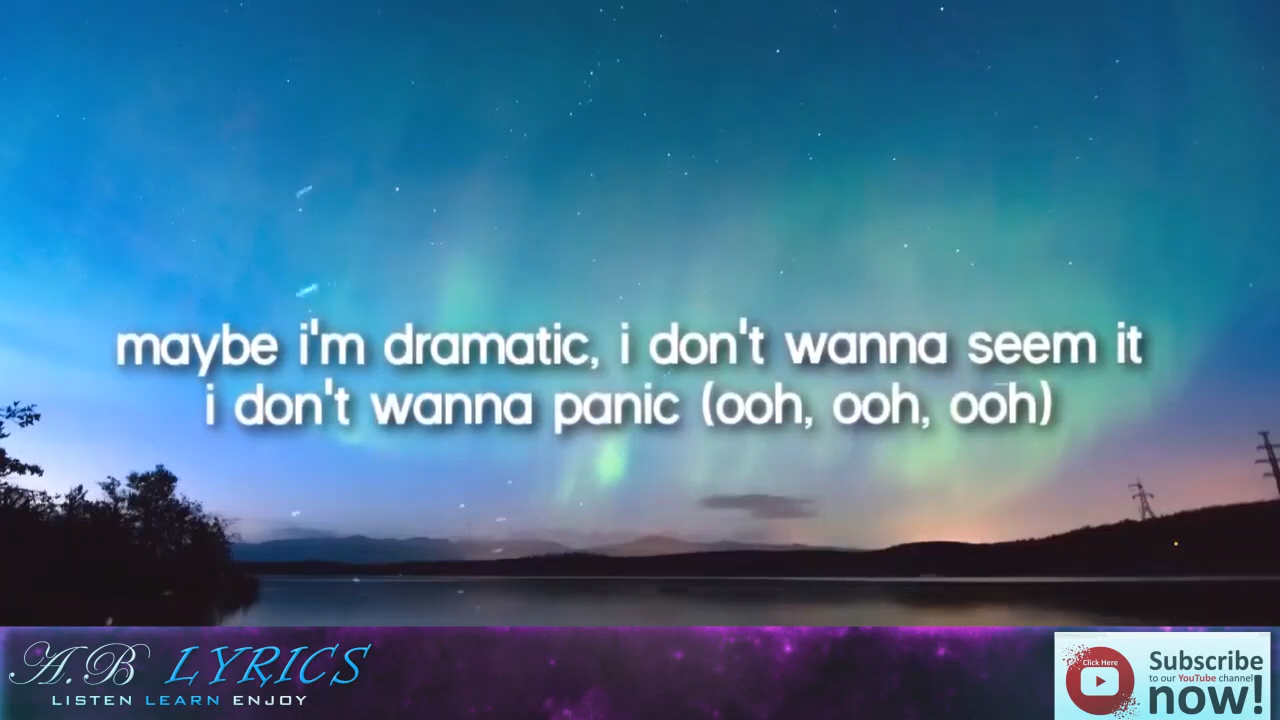 maybe i'm dramatic, i don't wanna seem it
i don't wanna panic (ooh, ooh, ooh)
A.B LYRICS
LISTEN LEARN ENJOY
Click Here
Subscribe
to our YouTube channel
now!